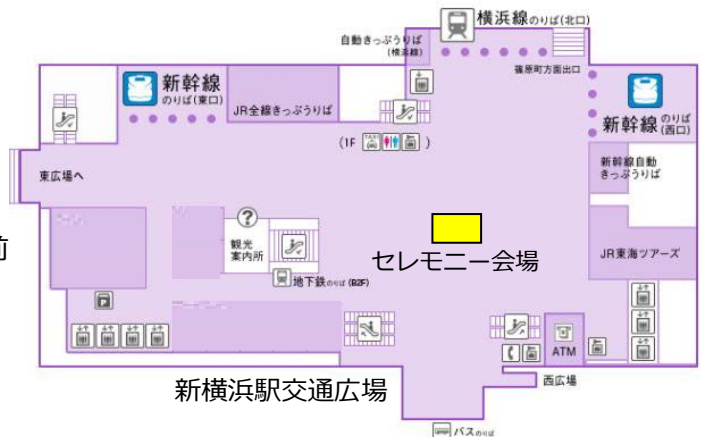 横浜線のりば(北口)
自動きっぷうりば
(横浜線)
篠原町方面出口
新幹線
のりば(東口)
JR全線きっぷうりば
新幹線のりば
(西口)
(1F TAXI )
新幹線自動
きっぷうりば
東広場へ
前
?
観光
案内所
セレモニー会場
JR東海ツアーズ
地下鉄のりば(B2F)
P
ATM
新横浜駅交通広場
西広場
バスのりば